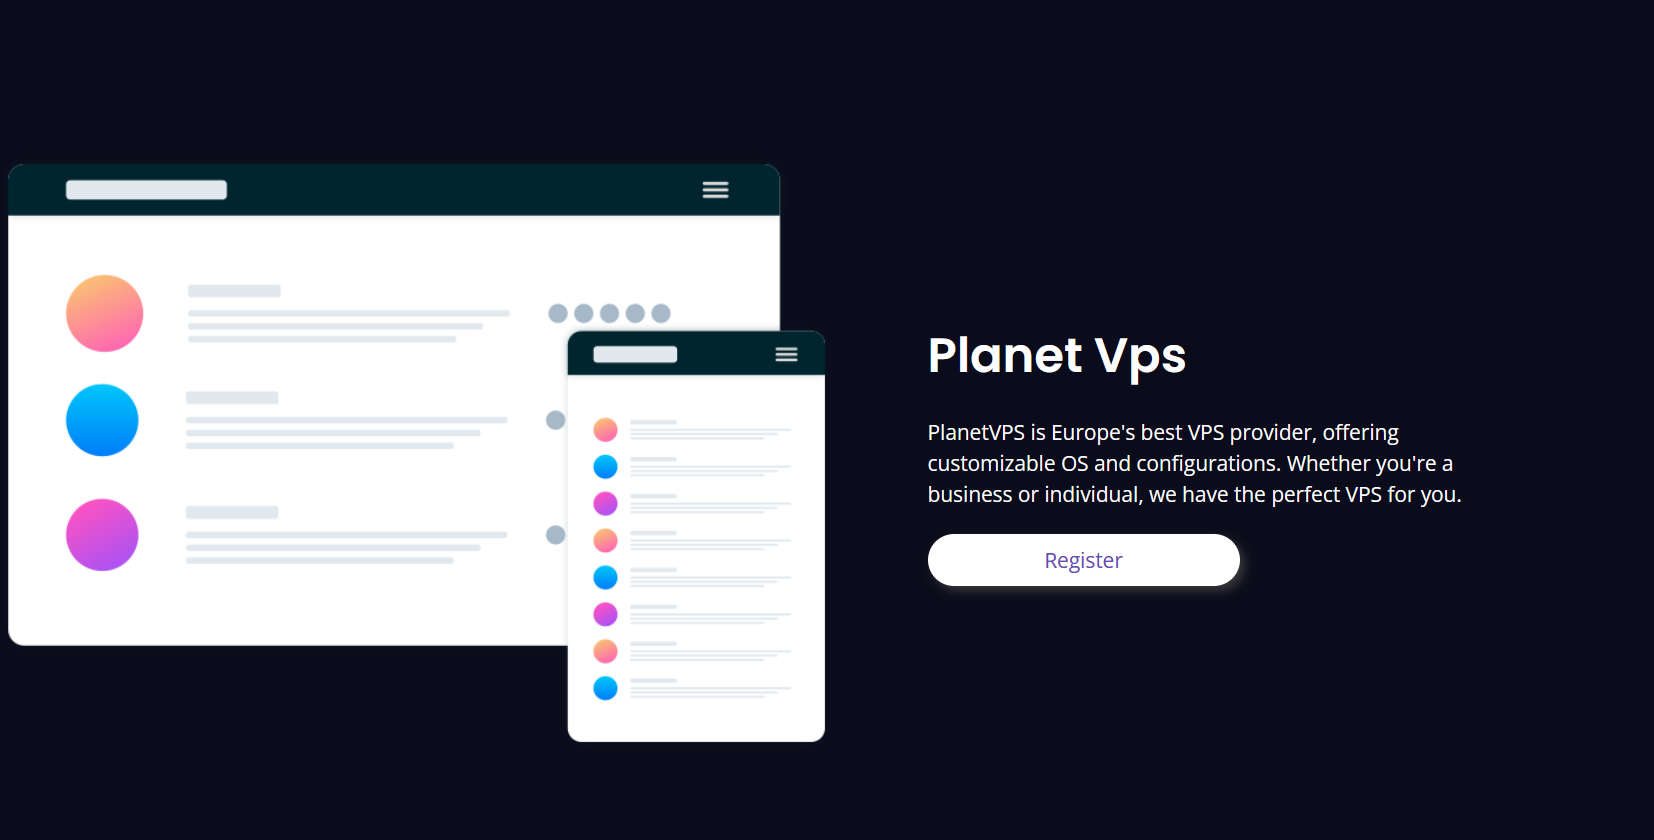 Planet Vps
PlanetVPS is Europe's best VPS provider, offering
customizable OS and configurations. Whether you're a
business or individual, we have the perfect VPS for you.
Register